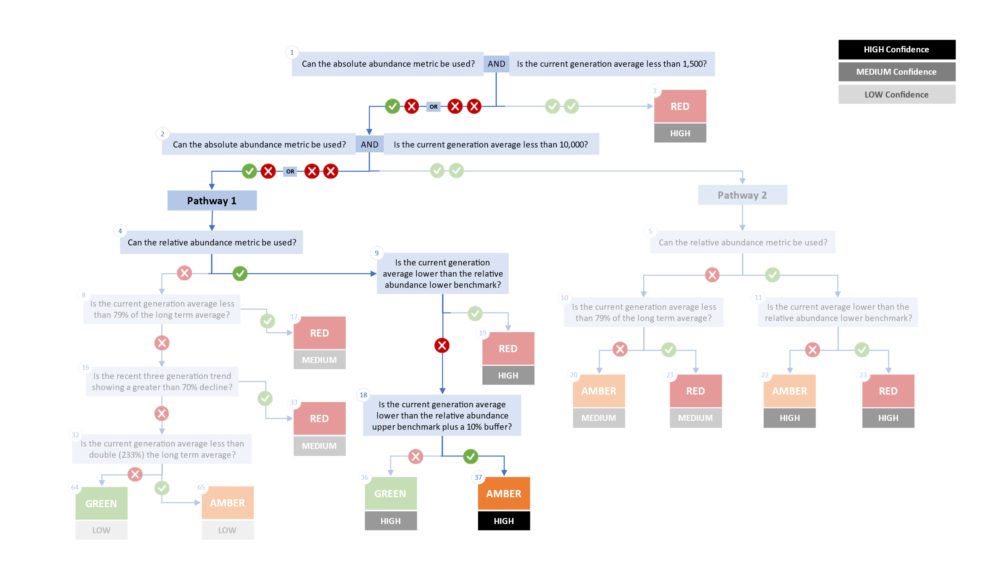 1
Can the absolute abundance metric be used?
AND
Is the current generation average less than 1,500?
HIGH Confidence
MEDIUM Confidence
LOW Confidence
OR
3
RED
HIGH
2
Can the absolute abundance metric be used?
AND
Is the current generation average less than 10,000?
OR
Pathway 1
Pathway 2
4
Can the relative abundance metric be used?
5
Can the relative abundance metric be used?
9
Is the current generation
average lower than the relative
abundance lower benchmark?
8
Is the current generation average less
than 79% of the long term average?
17
RED
MEDIUM
19
RED
HIGH
10
Is the current generation average less
than 79% of the long term average?
11
Is the current average lower than the
relative abundance lower benchmark?
16
Is the recent three generation trend
showing a greater than 70% decline?
33
RED
MEDIUM
18
Is the current generation average
lower than the relative abundance
upper benchmark plus a 10% buffer?
20
AMBER
MEDIUM
21
RED
MEDIUM
22
AMBER
HIGH
23
RED
HIGH
32
Is the current generation average less than
double (233%) the long term average?
64
GREEN
LOW
65
AMBER
LOW
36
GREEN
HIGH
37
AMBER
HIGH